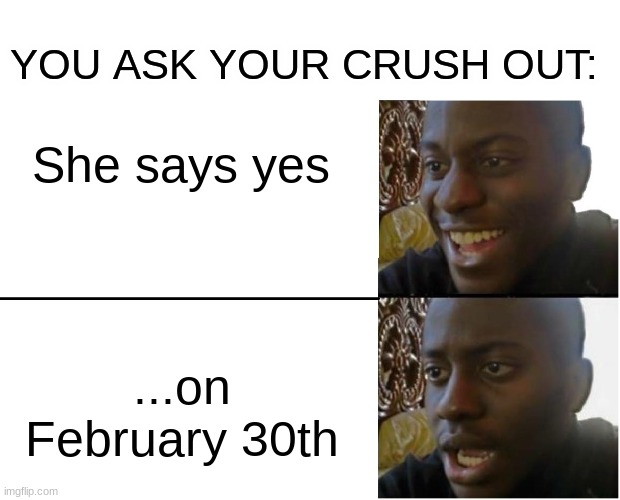 YOU ASK YOUR CRUSH OUT:
She says yes
...on
February 30th
imgflip.com